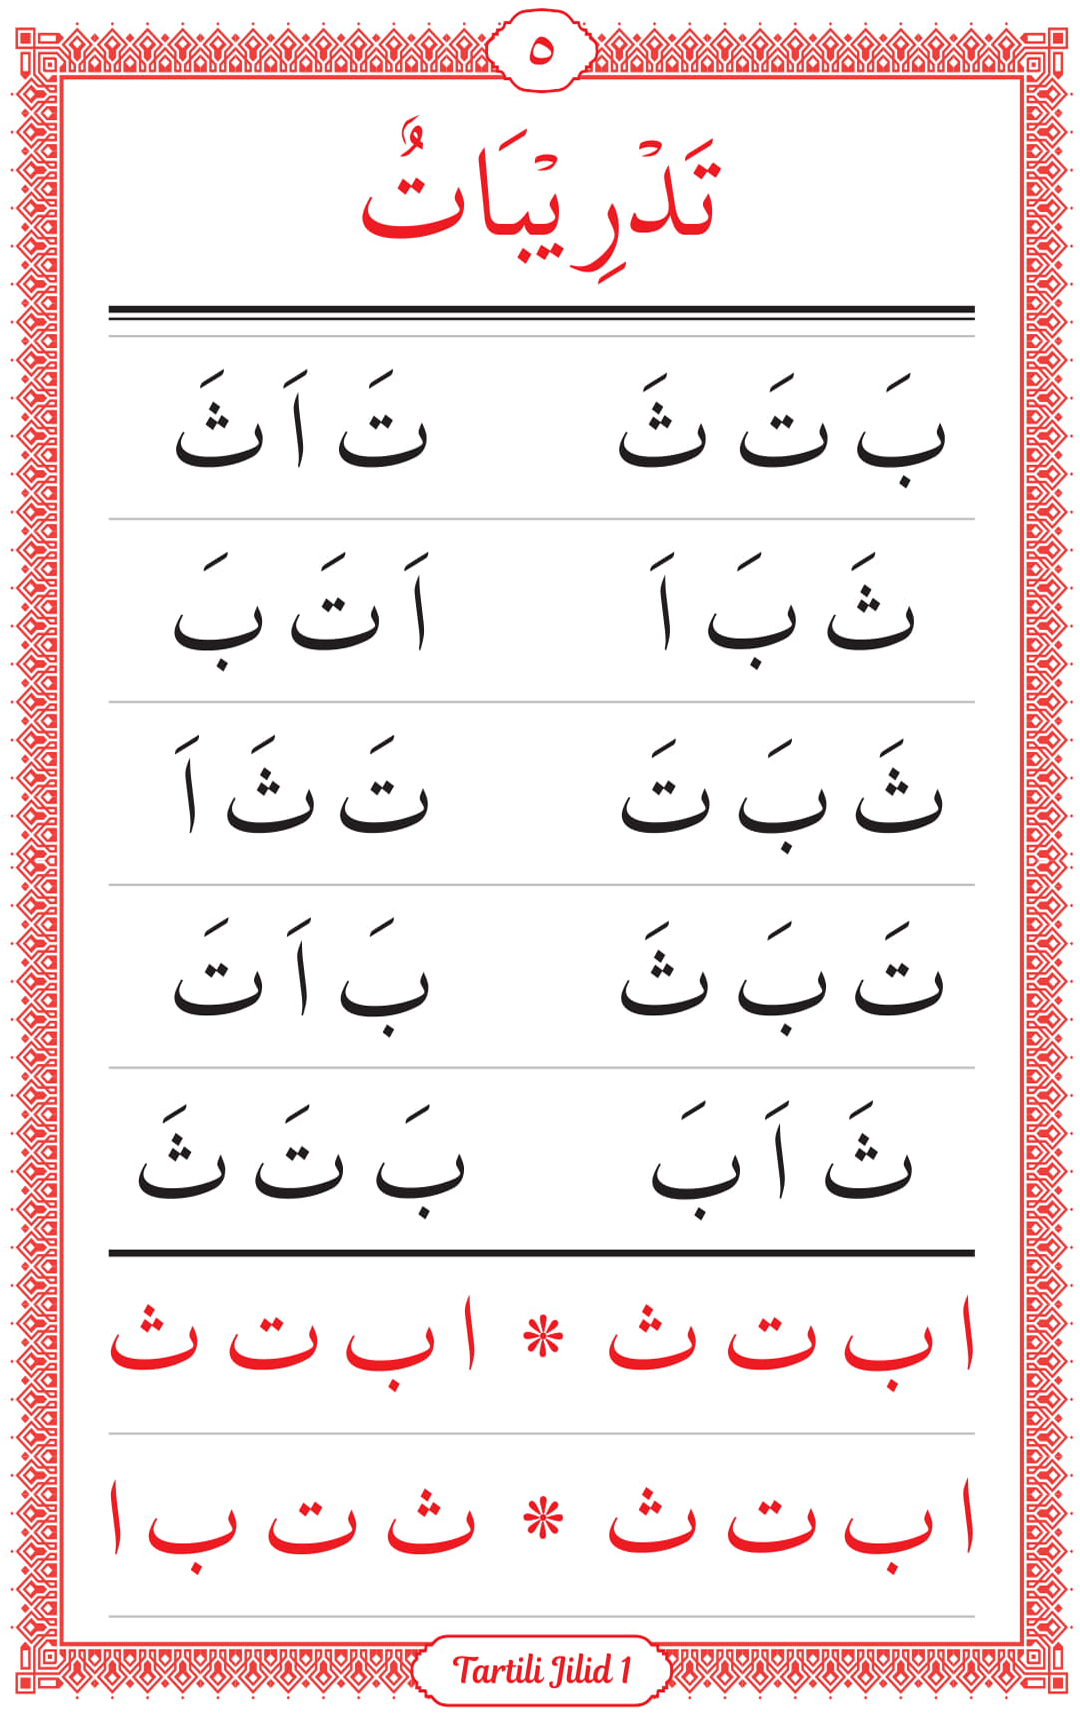 ٥
تَدْرِيْبَاتٌ
بَ تَ ثَ تَ اَ ثَ
ثَ بَ اَ اَ تَ بَ
ثَ بَ تَ تَ ثَ اَ
تَ بَ ثَ بَ اَ تَ
ثَ اَ بَ بَ تَ ثَ
ا ب ت ث ❊ ا ب ت ث
ا ب ت ث ❊ ث ت ب ا
Tartili Jilid 1